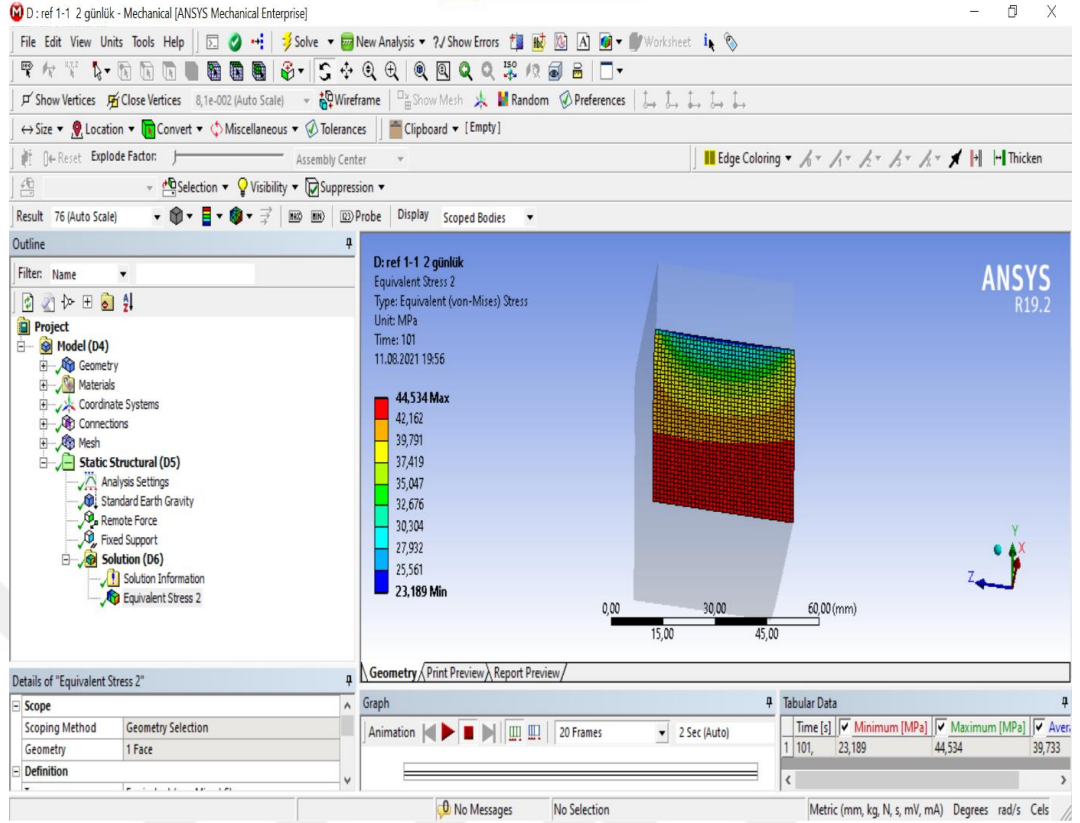 D : ref 1-1 2 günlük - Mechanical [ANSYS Mechanical Enterprise]
File Edit View Units Tools Help Solve New Analysis ?/ Show Errors Worksheet
ISO
Show Vertices Close Vertices 8,1e-002 (Auto Scale) Wireframe Show Mesh Random Preferences
Size Location Convert Miscellaneous Tolerances Clipboard [Empty]
Reset Explode Factor: Assembly Center Edge Coloring Thicken
Selection Visibility Suppression
Result 76 (Auto Scale) MAX MIN Probe Display Scoped Bodies
Outline
Filter: Name
Project
Model (D4)
Geometry
Materials
Coordinate Systems
Connections
Mesh
Static Structural (D5)
Analysis Settings
Standard Earth Gravity
Remote Force
Fixed Support
Solution (D6)
Solution Information
Equivalent Stress 2
D: ref 1-1 2 günlük
Equivalent Stress 2
Type: Equivalent (von-Mises) Stress
Unit: MPa
Time: 101
11.08.2021 19:56
44,534 Max
42,162
39,791
37,419
35,047
32,676
30,304
27,932
25,561
23,189 Min
ANSYS
R19.2
Y
X
Z
0,00 30,00 60,00 (mm)
15,00 45,00
Geometry Print Preview Report Preview
Details of "Equivalent Stress 2"
Scope
Scoping Method Geometry Selection
Geometry 1 Face
Definition
Graph
Animation 20 Frames 2 Sec (Auto)
Tabular Data
Time [s] Minimum [MPa] Maximum [MPa]
1 101, 23,189 44,534 39,733
No Messages No Selection Metric (mm, kg, N, s, mV, mA) Degrees rad/s Cels